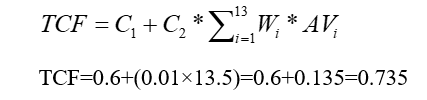 TCF = C₁ + C₂ * ∑¹³ᵢ₌₁ Wᵢ * AVᵢ
TCF=0.6+(0.01×13.5)=0.6+0.135=0.735